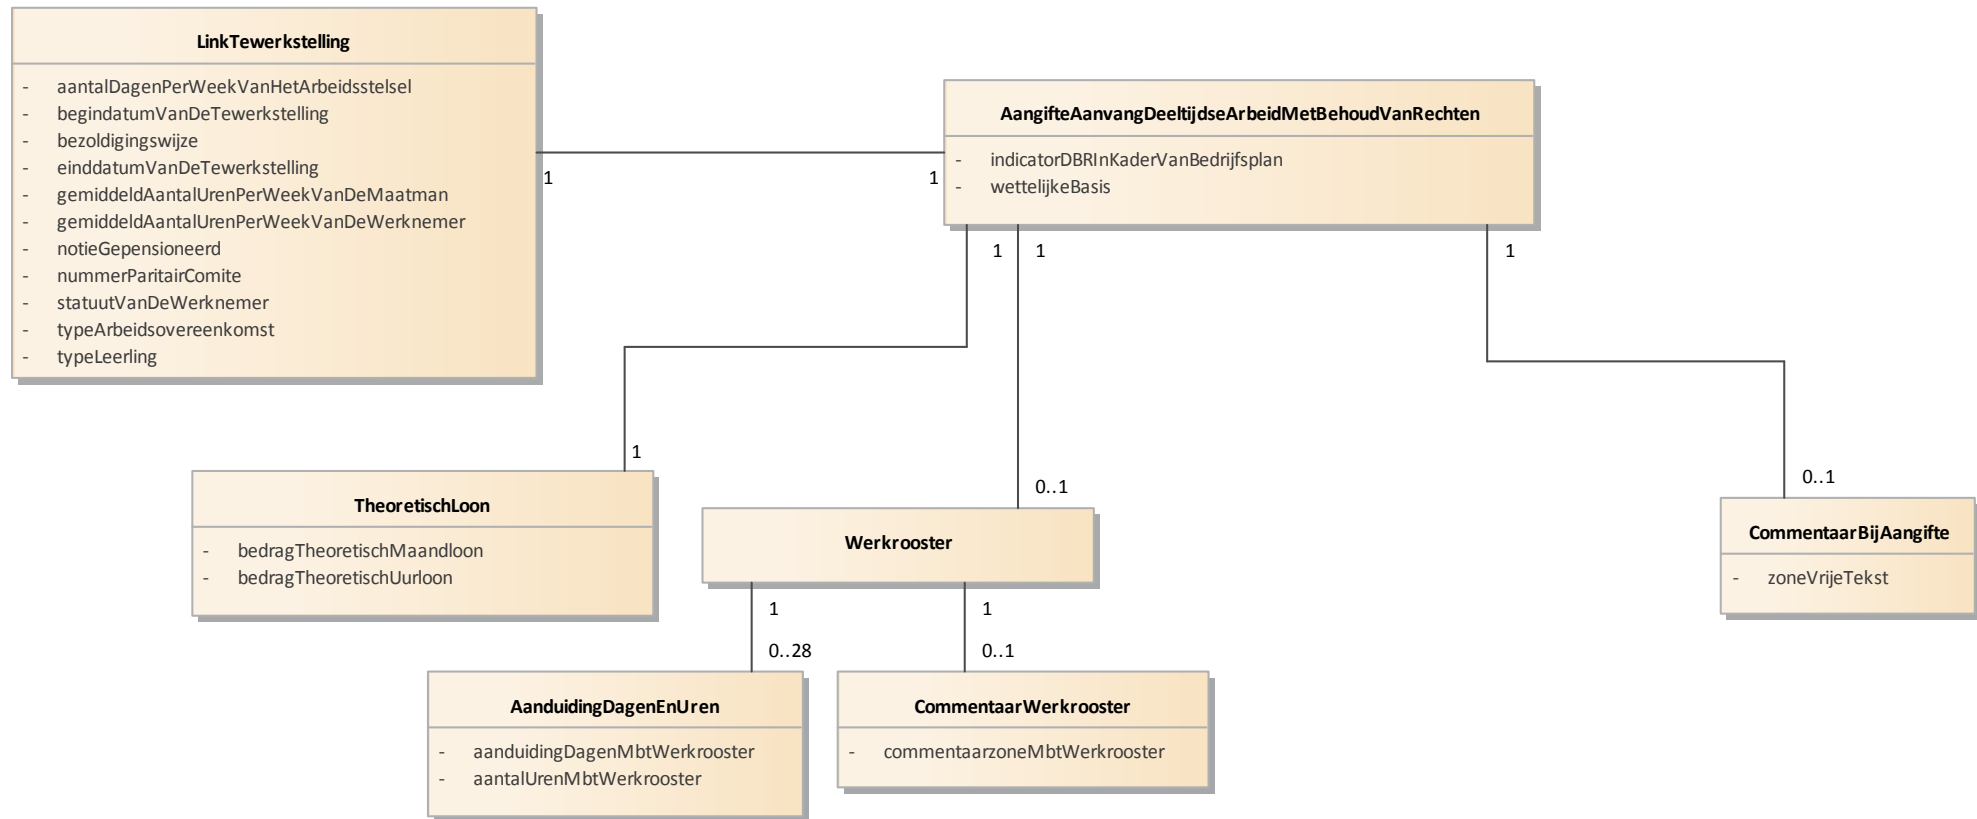 LinkTewerkstelling
- aantalDagenPerWeekVanHetArbeidsstelsel
- begindatumVanDeTewerkstelling
- bezoldigingswijze
- einddatumVanDeTewerkstelling
- gemiddeldAantalUrenPerWeekVanDeMaatman
- gemiddeldAantalUrenPerWeekVanDeWerknemer
- notieGepensioneerd
- nummerParitairComite
- statuutVanDeWerknemer
- typeArbeidsovereenkomst
- typeLeerling
1
1
AangifteAanvangDeeltijdseArbeidMetBehoudVanRechten
- indicatorDBRInKaderVanBedrijfsplan
- wettelijkeBasis
1
1
1
1
0..1
0..1
TheoretischLoon
- bedragTheoretischMaandloon
- bedragTheoretischUurloon
Werkrooster
CommentaarBijAangifte
- zoneVrijeTekst
1
1
0..28
0..1
AanduidingDagenEnUren
- aanduidingDagenMbtWerkrooster
- aantalUrenMbtWerkrooster
CommentaarWerkrooster
- commentaarzoneMbtWerkrooster